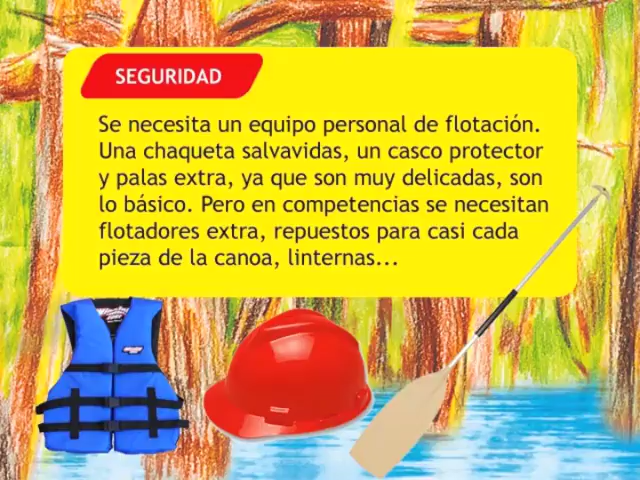 SEGURIDAD
Se necesita un equipo personal de flotación.
Una chaqueta salvavidas, un casco protector
y palas extra, ya que son muy delicadas, son
lo básico. Pero en competencias se necesitan
flotadores extra, repuestos para casi cada
pieza de la canoa, linternas...